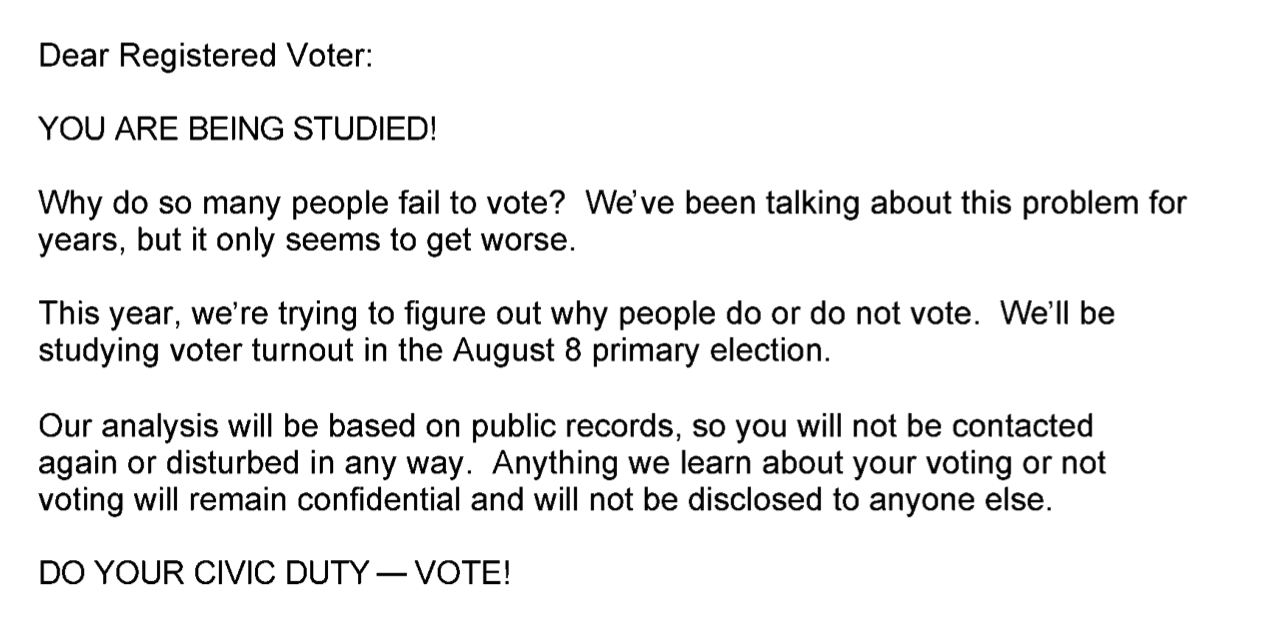 Dear Registered Voter:
YOU ARE BEING STUDIED!
Why do so many people fail to vote?  We've been talking about this problem for
years, but it only seems to get worse.
This year, we're trying to figure out why people do or do not vote.  We'll be
studying voter turnout in the August 8 primary election.
Our analysis will be based on public records, so you will not be contacted
again or disturbed in any way.  Anything we learn about your voting or not
voting will remain confidential and will not be disclosed to anyone else.
DO YOUR CIVIC DUTY — VOTE!